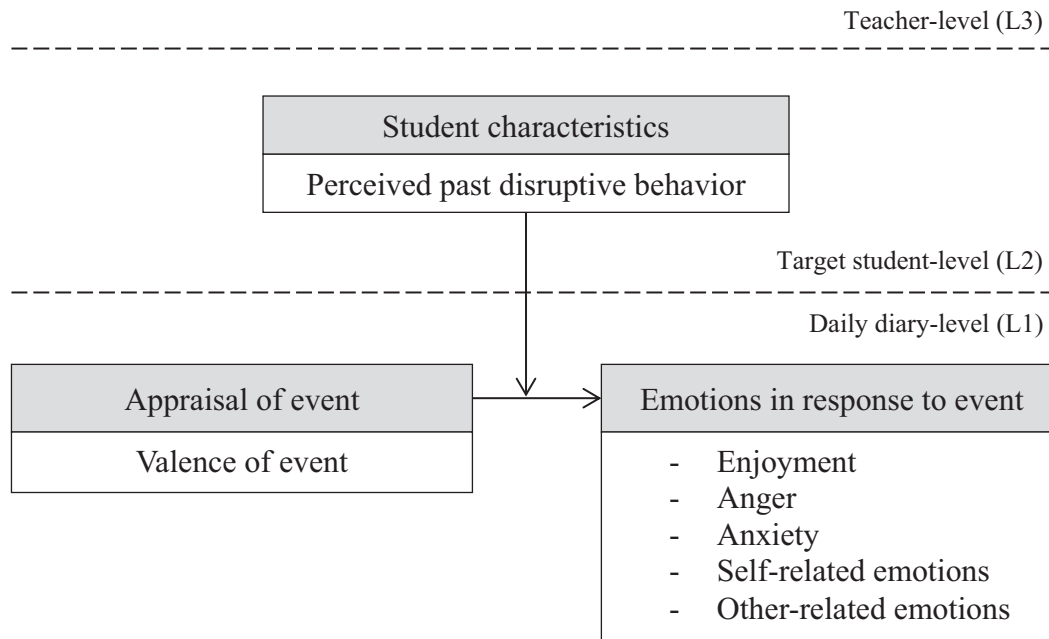 Teacher-level (L3)
Student characteristics
Perceived past disruptive behavior
Target student-level (L2)
Daily diary-level (L1)
Appraisal of event
Valence of event
Emotions in response to event
- Enjoyment
- Anger
- Anxiety
- Self-related emotions
- Other-related emotions